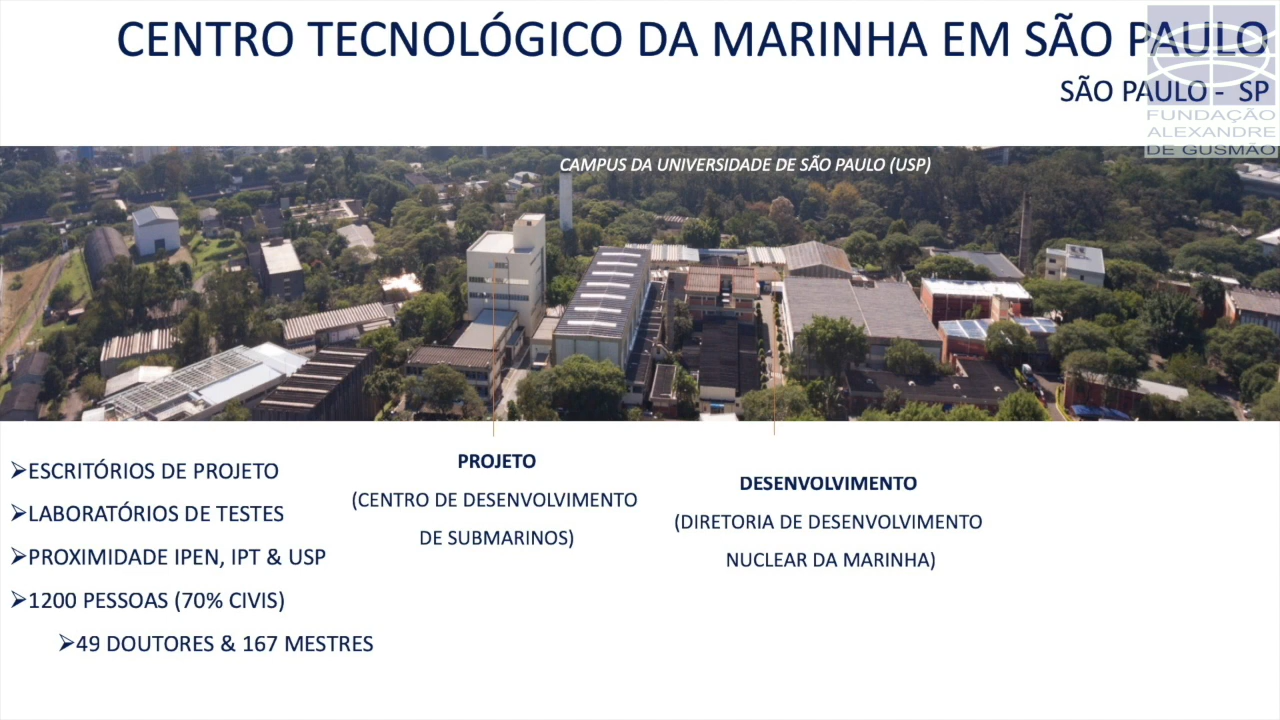 CENTRO TECNOLÓGICO DA MARINHA EM SÃO PAULO
SÃO PAULO - SP
FUNDAÇÃO
ALEXANDRE
DE GUSMÃO
CAMPUS DA UNIVERSIDADE DE SÃO PAULO (USP)
➢ESCRITÓRIOS DE PROJETO
➢LABORATÓRIOS DE TESTES
➢PROXIMIDADE IPEN, IPT & USP
➢1200 PESSOAS (70% CIVIS)
➢49 DOUTORES & 167 MESTRES
PROJETO
(CENTRO DE DESENVOLVIMENTO
DE SUBMARINOS)
DESENVOLVIMENTO
(DIRETORIA DE DESENVOLVIMENTO
NUCLEAR DA MARINHA)